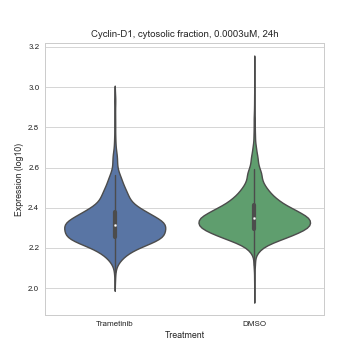 Cyclin-D1, cytosolic fraction, 0.0003uM, 24h
3.2
3.0
2.8
2.6
2.4
2.2
2.0
Expression (log10)
Trametinib DMSO
Treatment